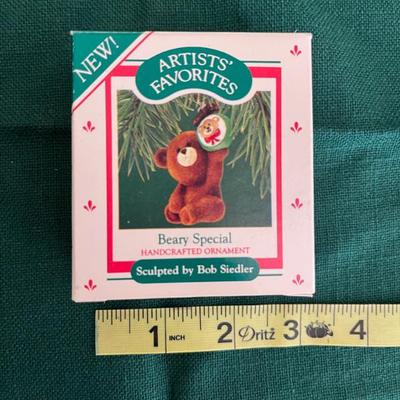 NEW!
ARTISTS'
FAVORITES
Beary Special
HANDCRAFTED ORNAMENT
Sculpted by Bob Siedler
1 INCH 2 Dritz 3 4